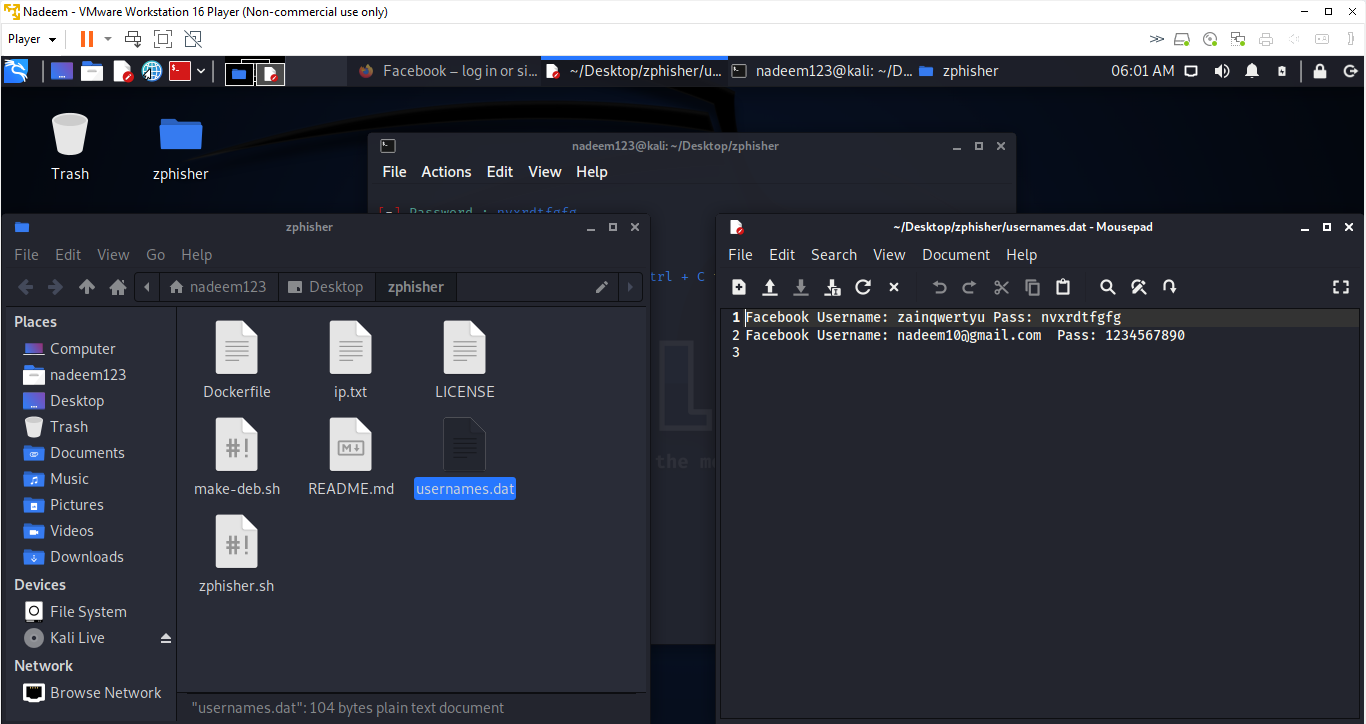 Nadeem - VMware Workstation 16 Player (Non-commercial use only)
Player
Facebook – log in or si... ~/Desktop/zphisher/u... nadeem123@kali: ~/D... zphisher 06:01 AM
Trash
zphisher
nadeem123@kali: ~/Desktop/zphisher
File Actions Edit View Help
[-] Password : nvxrdtfgfg
trl + C
the m
zphisher
File Edit View Go Help
nadeem123 Desktop zphisher
Places
Computer
nadeem123
Desktop
Trash
Documents
Music
Pictures
Videos
Downloads
Devices
File System
Kali Live
Network
Browse Network
Dockerfile
ip.txt
LICENSE
make-deb.sh
README.md
usernames.dat
zphisher.sh
"usernames.dat": 104 bytes plain text document
~/Desktop/zphisher/usernames.dat - Mousepad
File Edit Search View Document Help
1 Facebook Username: zainqwertyu Pass: nvxrdtfgfg
2 Facebook Username: nadeem10@gmail.com  Pass: 1234567890
3